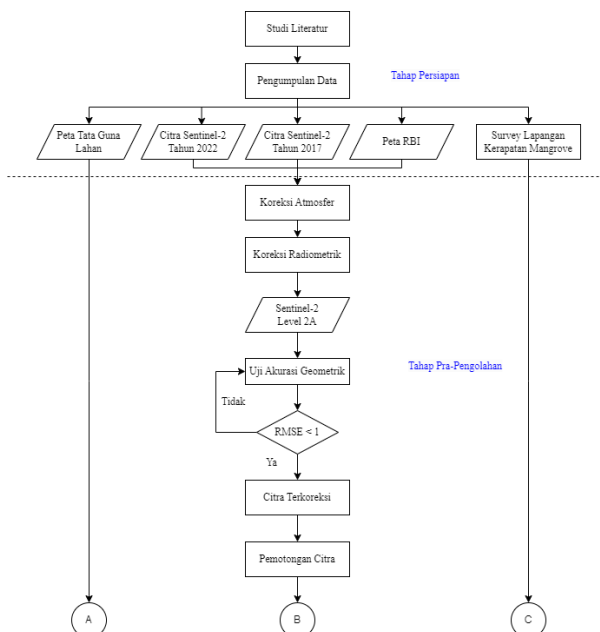 Studi Literatur
Pengumpulan Data
Tahap Persiapan
Peta Tata Guna
Lahan
Citra Sentinel-2
Tahun 2022
Citra Sentinel-2
Tahun 2017
Peta RBI
Survey Lapangan
Kerapatan Mangrove
Koreksi Atmosfer
Koreksi Radiometrik
Sentinel-2
Level 2A
Uji Akurasi Geometrik
Tahap Pra-Pengolahan
Tidak
RMSE < 1
Ya
Citra Terkoreksi
Pemotongan Citra
A
B
C